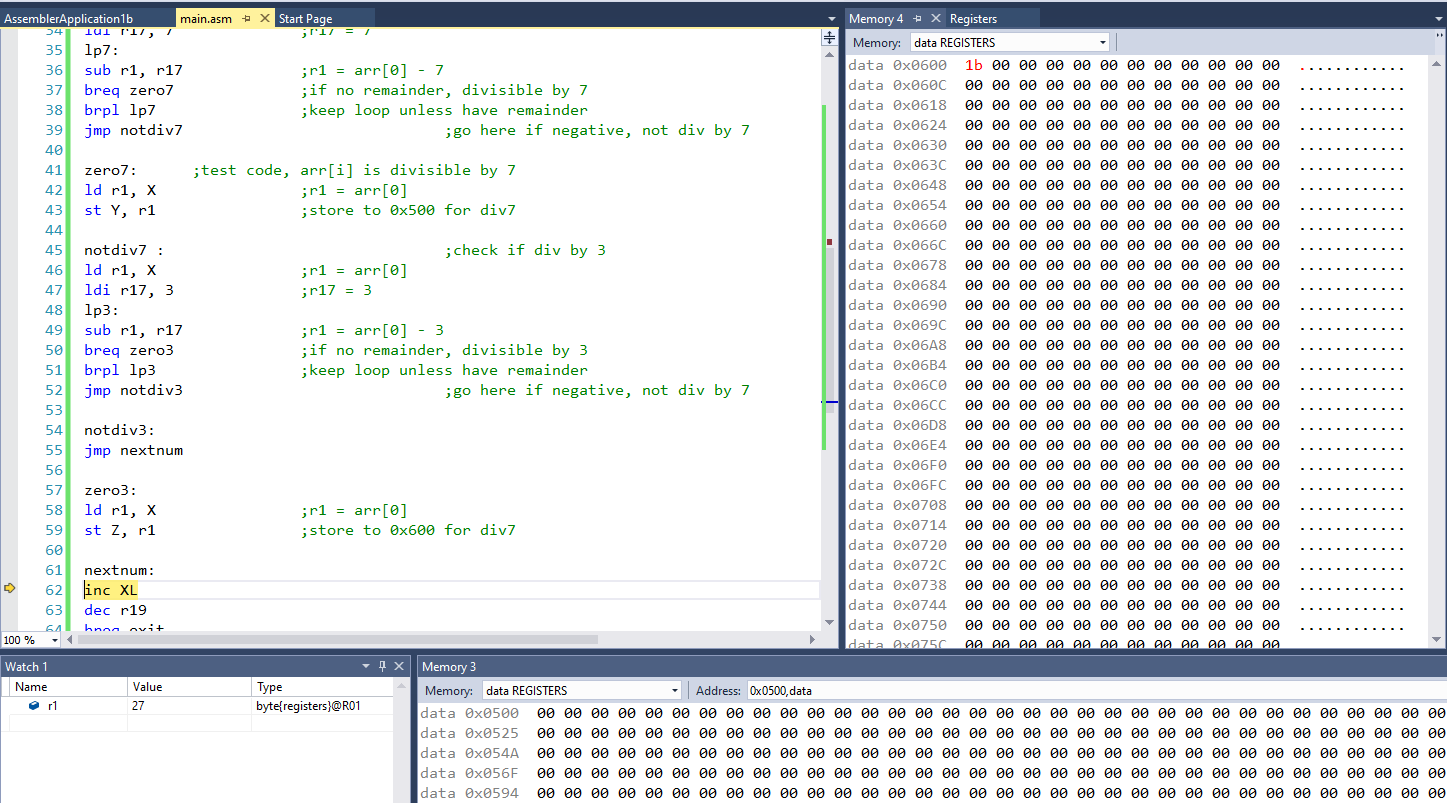 AssemblerApplication1b main.asm Start Page
34 ldi r17, 7 ;r17 = 7
35 lp7:
36 sub r1, r17 ;r1 = arr[0] - 7
37 breq zero7 ;if no remainder, divisible by 7
38 brpl lp7 ;keep loop unless have remainder
39 jmp notdiv7 ;go here if negative, not div by 7
40
41 zero7: ;test code, arr[i] is divisible by 7
42 ld r1, X ;r1 = arr[0]
43 st Y, r1 ;store to 0x500 for div7
44
45 notdiv7 : ;check if div by 3
46 ld r1, X ;r1 = arr[0]
47 ldi r17, 3 ;r17 = 3
48 lp3:
49 sub r1, r17 ;r1 = arr[0] - 3
50 breq zero3 ;if no remainder, divisible by 3
51 brpl lp3 ;keep loop unless have remainder
52 jmp notdiv3 ;go here if negative, not div by 7
53
54 notdiv3:
55 jmp nextnum
56
57 zero3:
58 ld r1, X ;r1 = arr[0]
59 st Z, r1 ;store to 0x600 for div7
60
61 nextnum:
62 inc XL
63 dec r19
64 breq exit
100 %
Memory 4 Registers
Memory: data REGISTERS
data 0x0600 1b 00 00 00 00 00 00 00 00 00 00 00 ............
data 0x060C 00 00 00 00 00 00 00 00 00 00 00 00 ............
data 0x0618 00 00 00 00 00 00 00 00 00 00 00 00 ............
data 0x0624 00 00 00 00 00 00 00 00 00 00 00 00 ............
data 0x0630 00 00 00 00 00 00 00 00 00 00 00 00 ............
data 0x063C 00 00 00 00 00 00 00 00 00 00 00 00 ............
data 0x0648 00 00 00 00 00 00 00 00 00 00 00 00 ............
data 0x0654 00 00 00 00 00 00 00 00 00 00 00 00 ............
data 0x0660 00 00 00 00 00 00 00 00 00 00 00 00 ............
data 0x066C 00 00 00 00 00 00 00 00 00 00 00 00 ............
data 0x0678 00 00 00 00 00 00 00 00 00 00 00 00 ............
data 0x0684 00 00 00 00 00 00 00 00 00 00 00 00 ............
data 0x0690 00 00 00 00 00 00 00 00 00 00 00 00 ............
data 0x069C 00 00 00 00 00 00 00 00 00 00 00 00 ............
data 0x06A8 00 00 00 00 00 00 00 00 00 00 00 00 ............
data 0x06B4 00 00 00 00 00 00 00 00 00 00 00 00 ............
data 0x06C0 00 00 00 00 00 00 00 00 00 00 00 00 ............
data 0x06CC 00 00 00 00 00 00 00 00 00 00 00 00 ............
data 0x06D8 00 00 00 00 00 00 00 00 00 00 00 00 ............
data 0x06E4 00 00 00 00 00 00 00 00 00 00 00 00 ............
data 0x06F0 00 00 00 00 00 00 00 00 00 00 00 00 ............
data 0x06FC 00 00 00 00 00 00 00 00 00 00 00 00 ............
data 0x0708 00 00 00 00 00 00 00 00 00 00 00 00 ............
data 0x0714 00 00 00 00 00 00 00 00 00 00 00 00 ............
data 0x0720 00 00 00 00 00 00 00 00 00 00 00 00 ............
data 0x072C 00 00 00 00 00 00 00 00 00 00 00 00 ............
data 0x0738 00 00 00 00 00 00 00 00 00 00 00 00 ............
data 0x0744 00 00 00 00 00 00 00 00 00 00 00 00 ............
data 0x0750 00 00 00 00 00 00 00 00 00 00 00 00 ............
data 0x075C 00 00 00 00 00 00 00 00 00 00 00 00 ............
Watch 1
Name Value Type
r1 27 byte{registers}@R01
Memory 3
Memory: data REGISTERS Address: 0x0500,data
data 0x0500 00 00 00 00 00 00 00 00 00 00 00 00 00 00 00 00 00 00 00 00 00 00 00 00 00 00 00 00 00 00 00 00 00 00
data 0x0525 00 00 00 00 00 00 00 00 00 00 00 00 00 00 00 00 00 00 00 00 00 00 00 00 00 00 00 00 00 00 00 00 00 00
data 0x054A 00 00 00 00 00 00 00 00 00 00 00 00 00 00 00 00 00 00 00 00 00 00 00 00 00 00 00 00 00 00 00 00 00 00
data 0x056F 00 00 00 00 00 00 00 00 00 00 00 00 00 00 00 00 00 00 00 00 00 00 00 00 00 00 00 00 00 00 00 00 00 00
data 0x0594 00 00 00 00 00 00 00 00 00 00 00 00 00 00 00 00 00 00 00 00 00 00 00 00 00 00 00 00 00 00 00 00 00 00